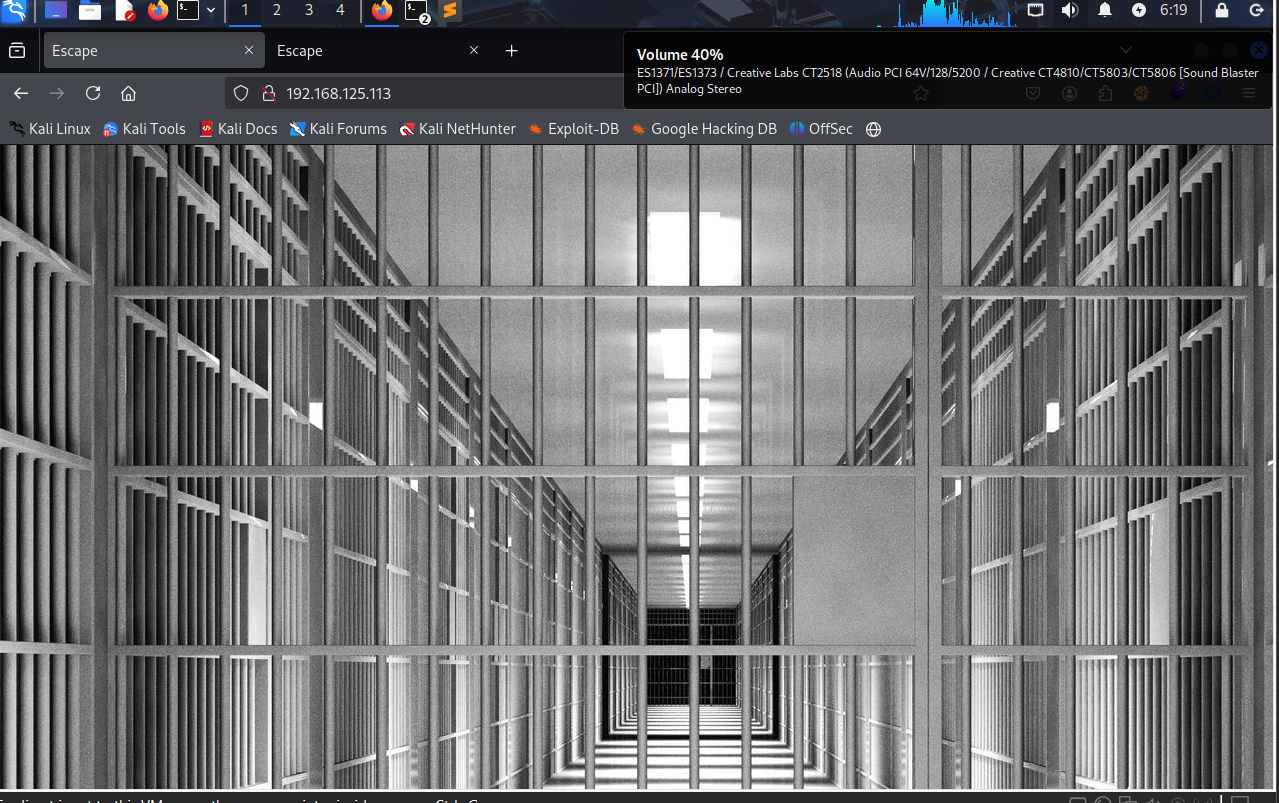 1 2 3 4 2 6:19
Escape Escape
Volume 40%
ES1371/ES1373 / Creative Labs CT2518 (Audio PCI 64V/128/5200 / Creative CT4810/CT5803/CT5806 [Sound Blaster
PCI]) Analog Stereo
192.168.125.113
Kali Linux Kali Tools Kali Docs Kali Forums Kali NetHunter Exploit-DB Google Hacking DB OffSec